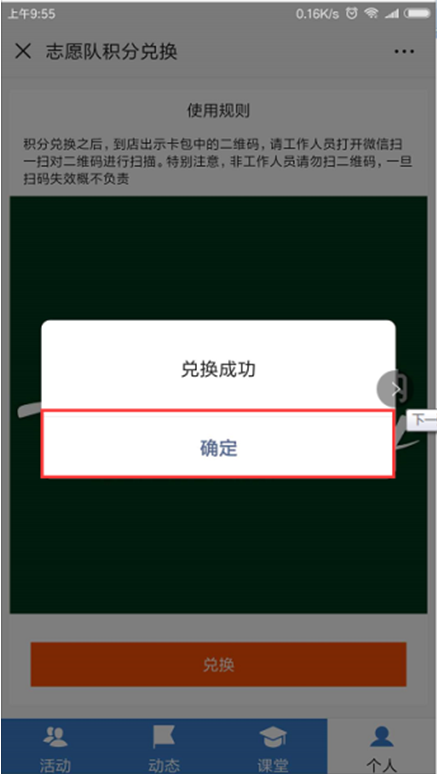 上午9:55
0.16K/s
志愿队积分兑换
使用规则
积分兑换之后，到店出示卡包中的二维码，请工作人员打开微信扫
一扫对二维码进行扫描。特别注意，非工作人员请勿扫二维码，一旦
扫码失效概不负责
兑换成功
下一
确定
兑换
活动
动态
课堂
个人